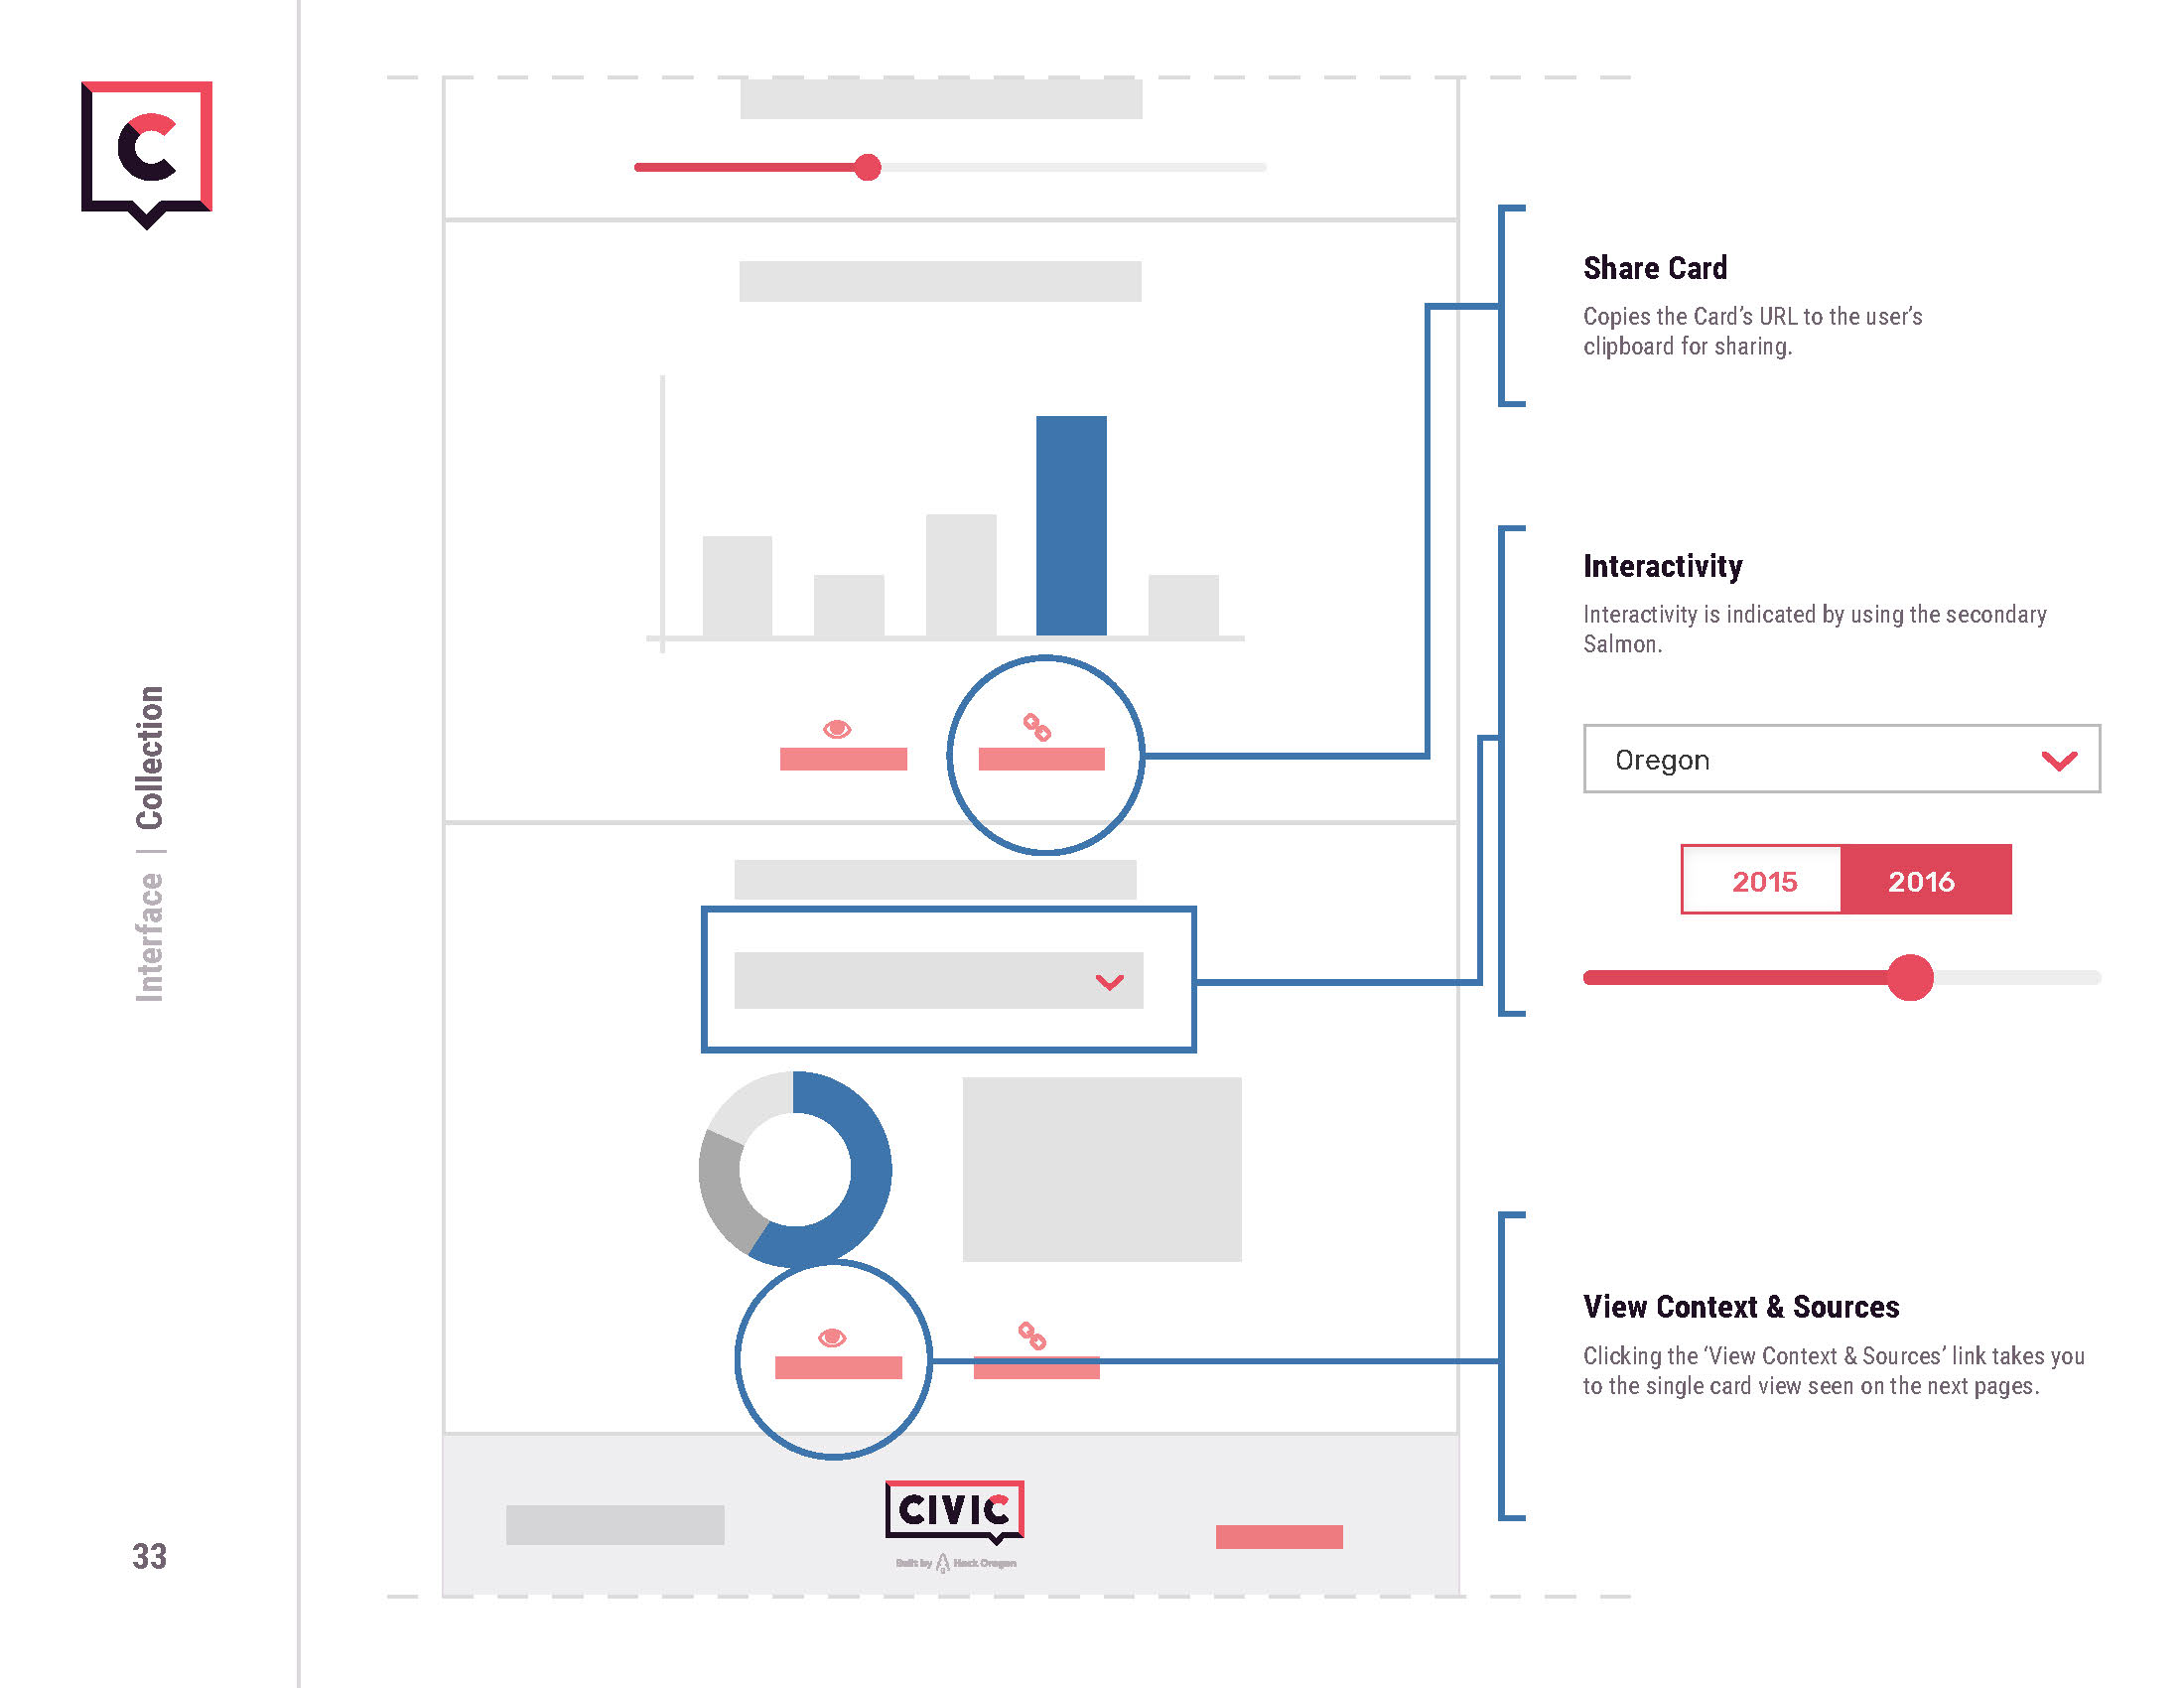 C
Interface | Collection
33
Share Card
Copies the Card’s URL to the user’s
clipboard for sharing.
Interactivity
Interactivity is indicated by using the secondary
Salmon.
Oregon
2015 2016
View Context & Sources
Clicking the ‘View Context & Sources’ link takes you
to the single card view seen on the next pages.
CIVIC
Built by Hack Oregon